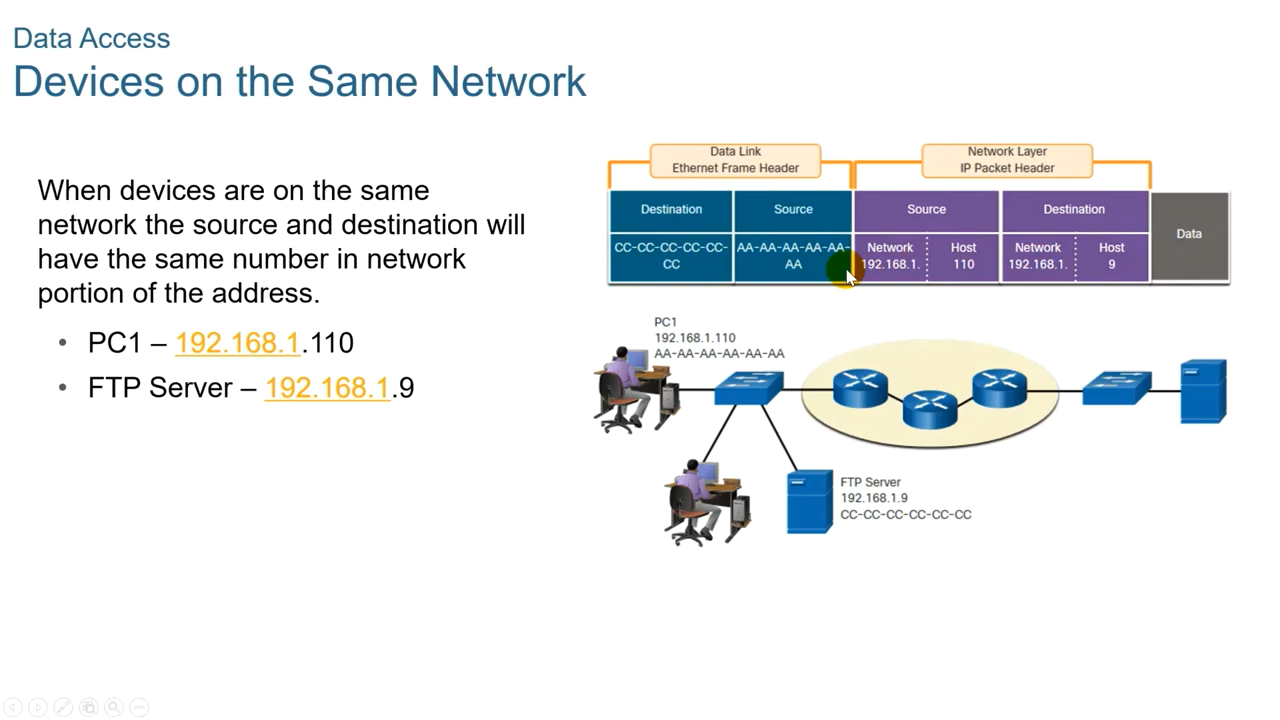 Data Access
Devices on the Same Network
When devices are on the same
network the source and destination will
have the same number in network
portion of the address.
• PC1 – 192.168.1.110
• FTP Server – 192.168.1.9
Data Link
Ethernet Frame Header
Network Layer
IP Packet Header
Destination
Source
Source
Destination
Data
CC-CC-CC-CC-CC-
CC
AA-AA-AA-AA-AA-
AA
Network
192.168.1.
Host
110
Network
192.168.1.
Host
9
PC1
192.168.1.110
AA-AA-AA-AA-AA-AA
FTP Server
192.168.1.9
CC-CC-CC-CC-CC-CC